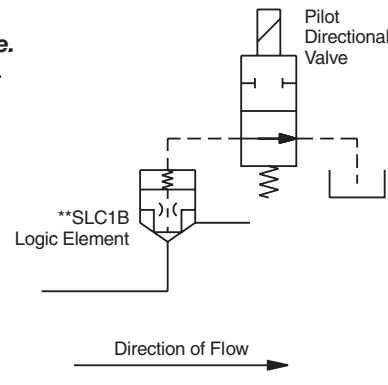 e.
.
Pilot
Directional
Valve
**SLC1B
Logic Element
Direction of Flow